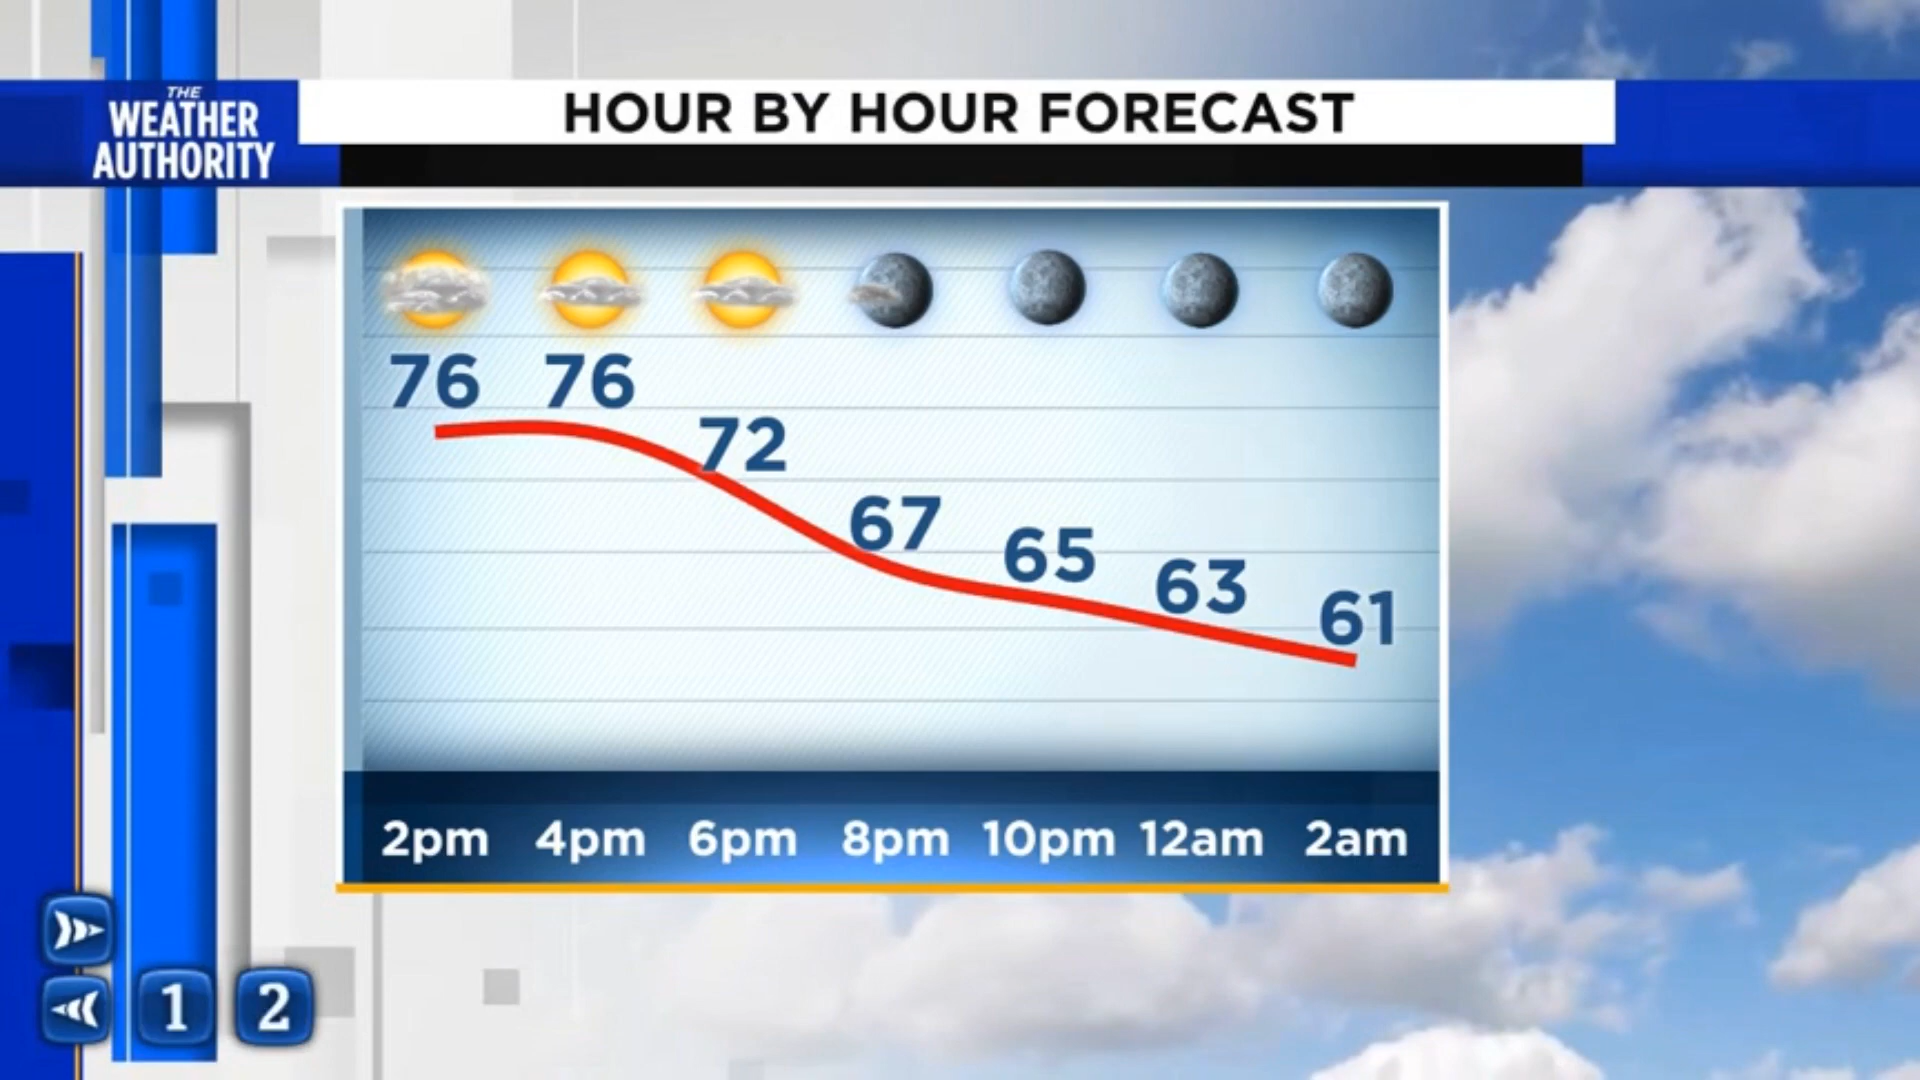 THE
WEATHER
AUTHORITY
HOUR BY HOUR FORECAST
76 76 72 67 65 63 61
2pm 4pm 6pm 8pm 10pm 12am 2am
1 2